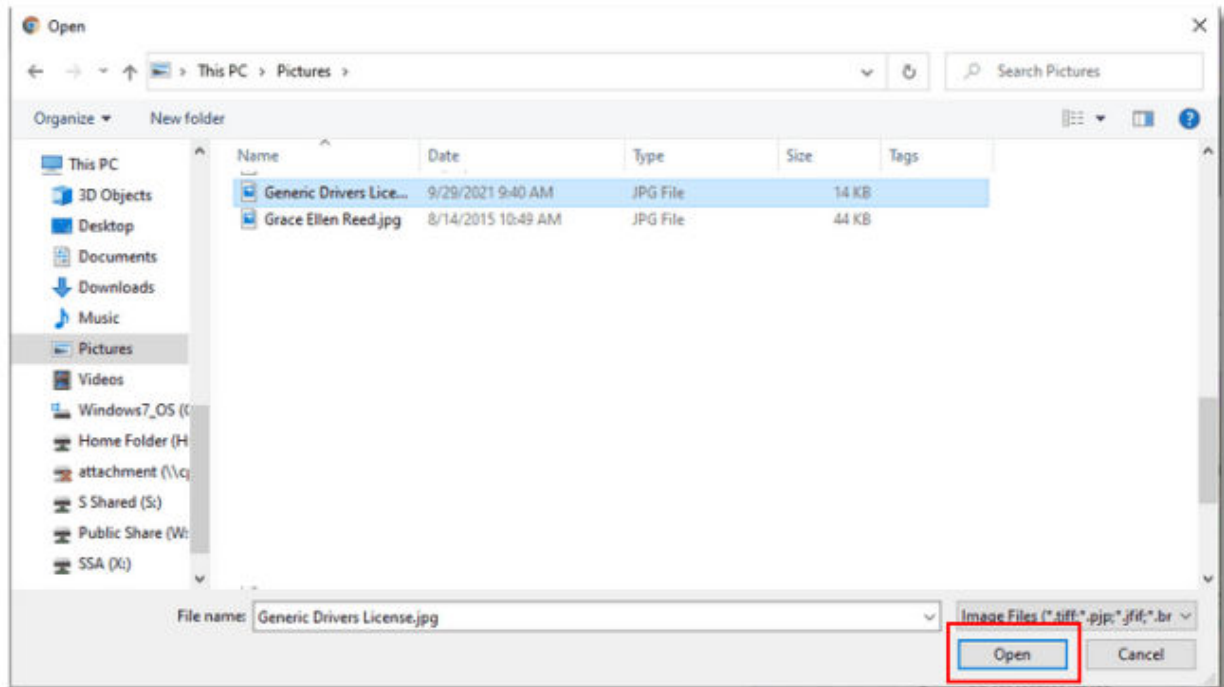 Open
This PC > Pictures >
Search Pictures
Organize
New folder
Name Date Type Size Tags
Generic Drivers Lice... 9/29/2021 9:40 AM JPG File 14 KB
Grace Ellen Reed.jpg 8/14/2015 10:49 AM JPG File 44 KB
This PC
3D Objects
Desktop
Documents
Downloads
Music
Pictures
Videos
Windows7_OS (
Home Folder (H
attachment (\\
S Shared (S:)
Public Share (W:
SSA (X:)
File name: Generic Drivers License.jpg
Image Files (*.tiff;*.pjp;*.jfif;*.br
Open Cancel